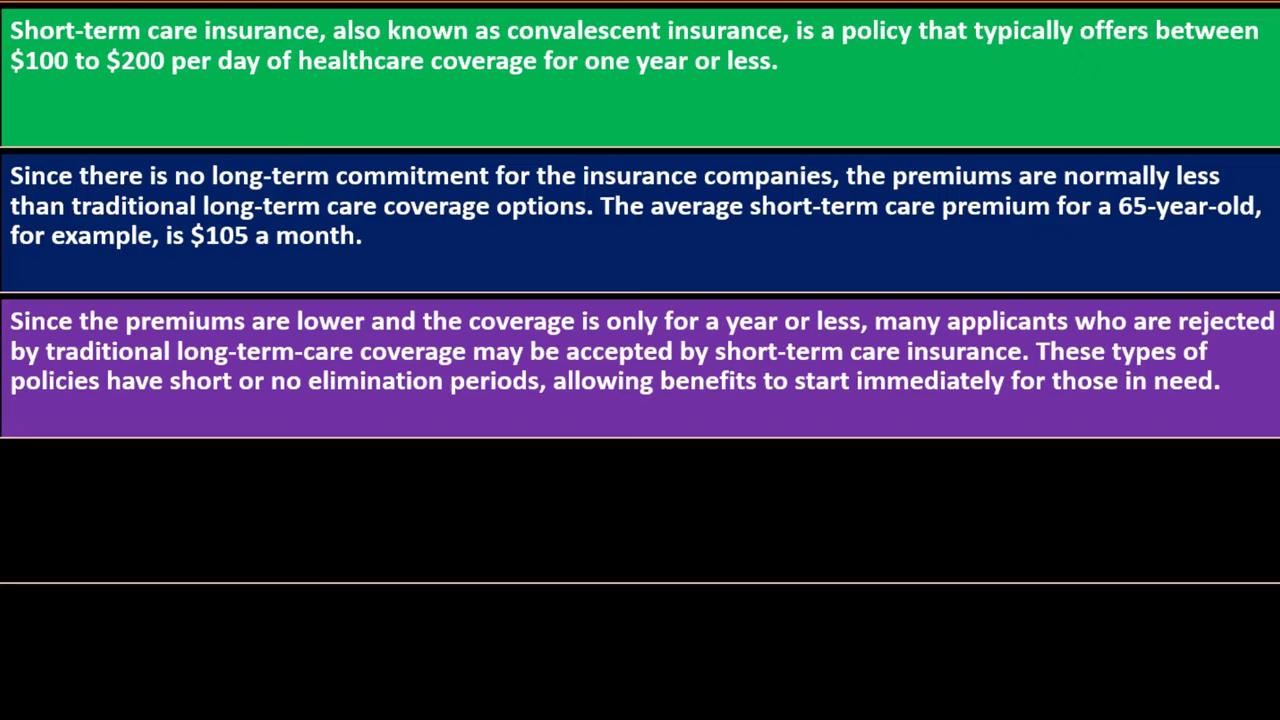 Short-term care insurance, also known as convalescent insurance, is a policy that typically offers between
$100 to $200 per day of healthcare coverage for one year or less.
Since there is no long-term commitment for the insurance companies, the premiums are normally less
than traditional long-term care coverage options. The average short-term care premium for a 65-year-old,
for example, is $105 a month.
Since the premiums are lower and the coverage is only for a year or less, many applicants who are rejected
by traditional long-term-care coverage may be accepted by short-term care insurance. These types of
policies have short or no elimination periods, allowing benefits to start immediately for those in need.